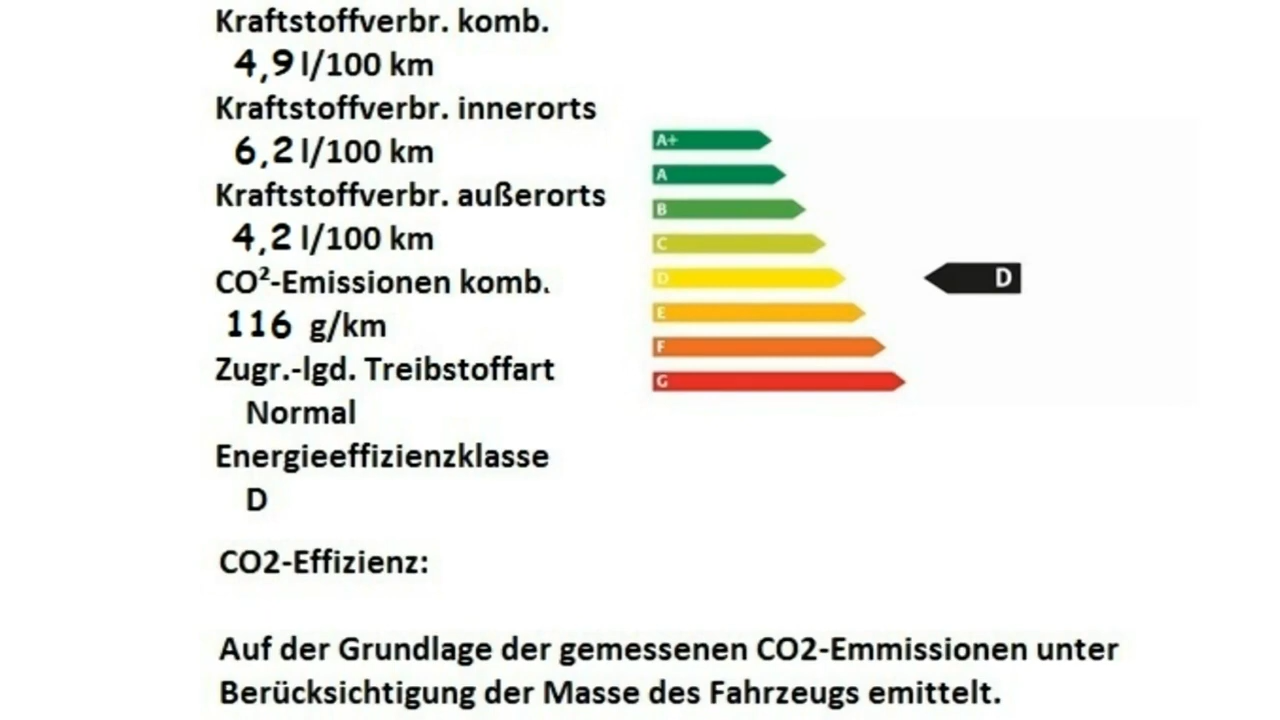 Kraftstoffverbr. komb.
4,9 l/100 km
Kraftstoffverbr. innerorts
6,2 l/100 km
Kraftstoffverbr. außerorts
4,2 l/100 km
CO²-Emissionen komb.
116 g/km
Zugr.-lgd. Treibstoffart
Normal
Energieeffizienzklasse
D
A+
A
B
C
D
D
E
F
G
CO2-Effizienz:
Auf der Grundlage der gemessenen CO2-Emmissionen unter
Berücksichtigung der Masse des Fahrzeugs emittelt.